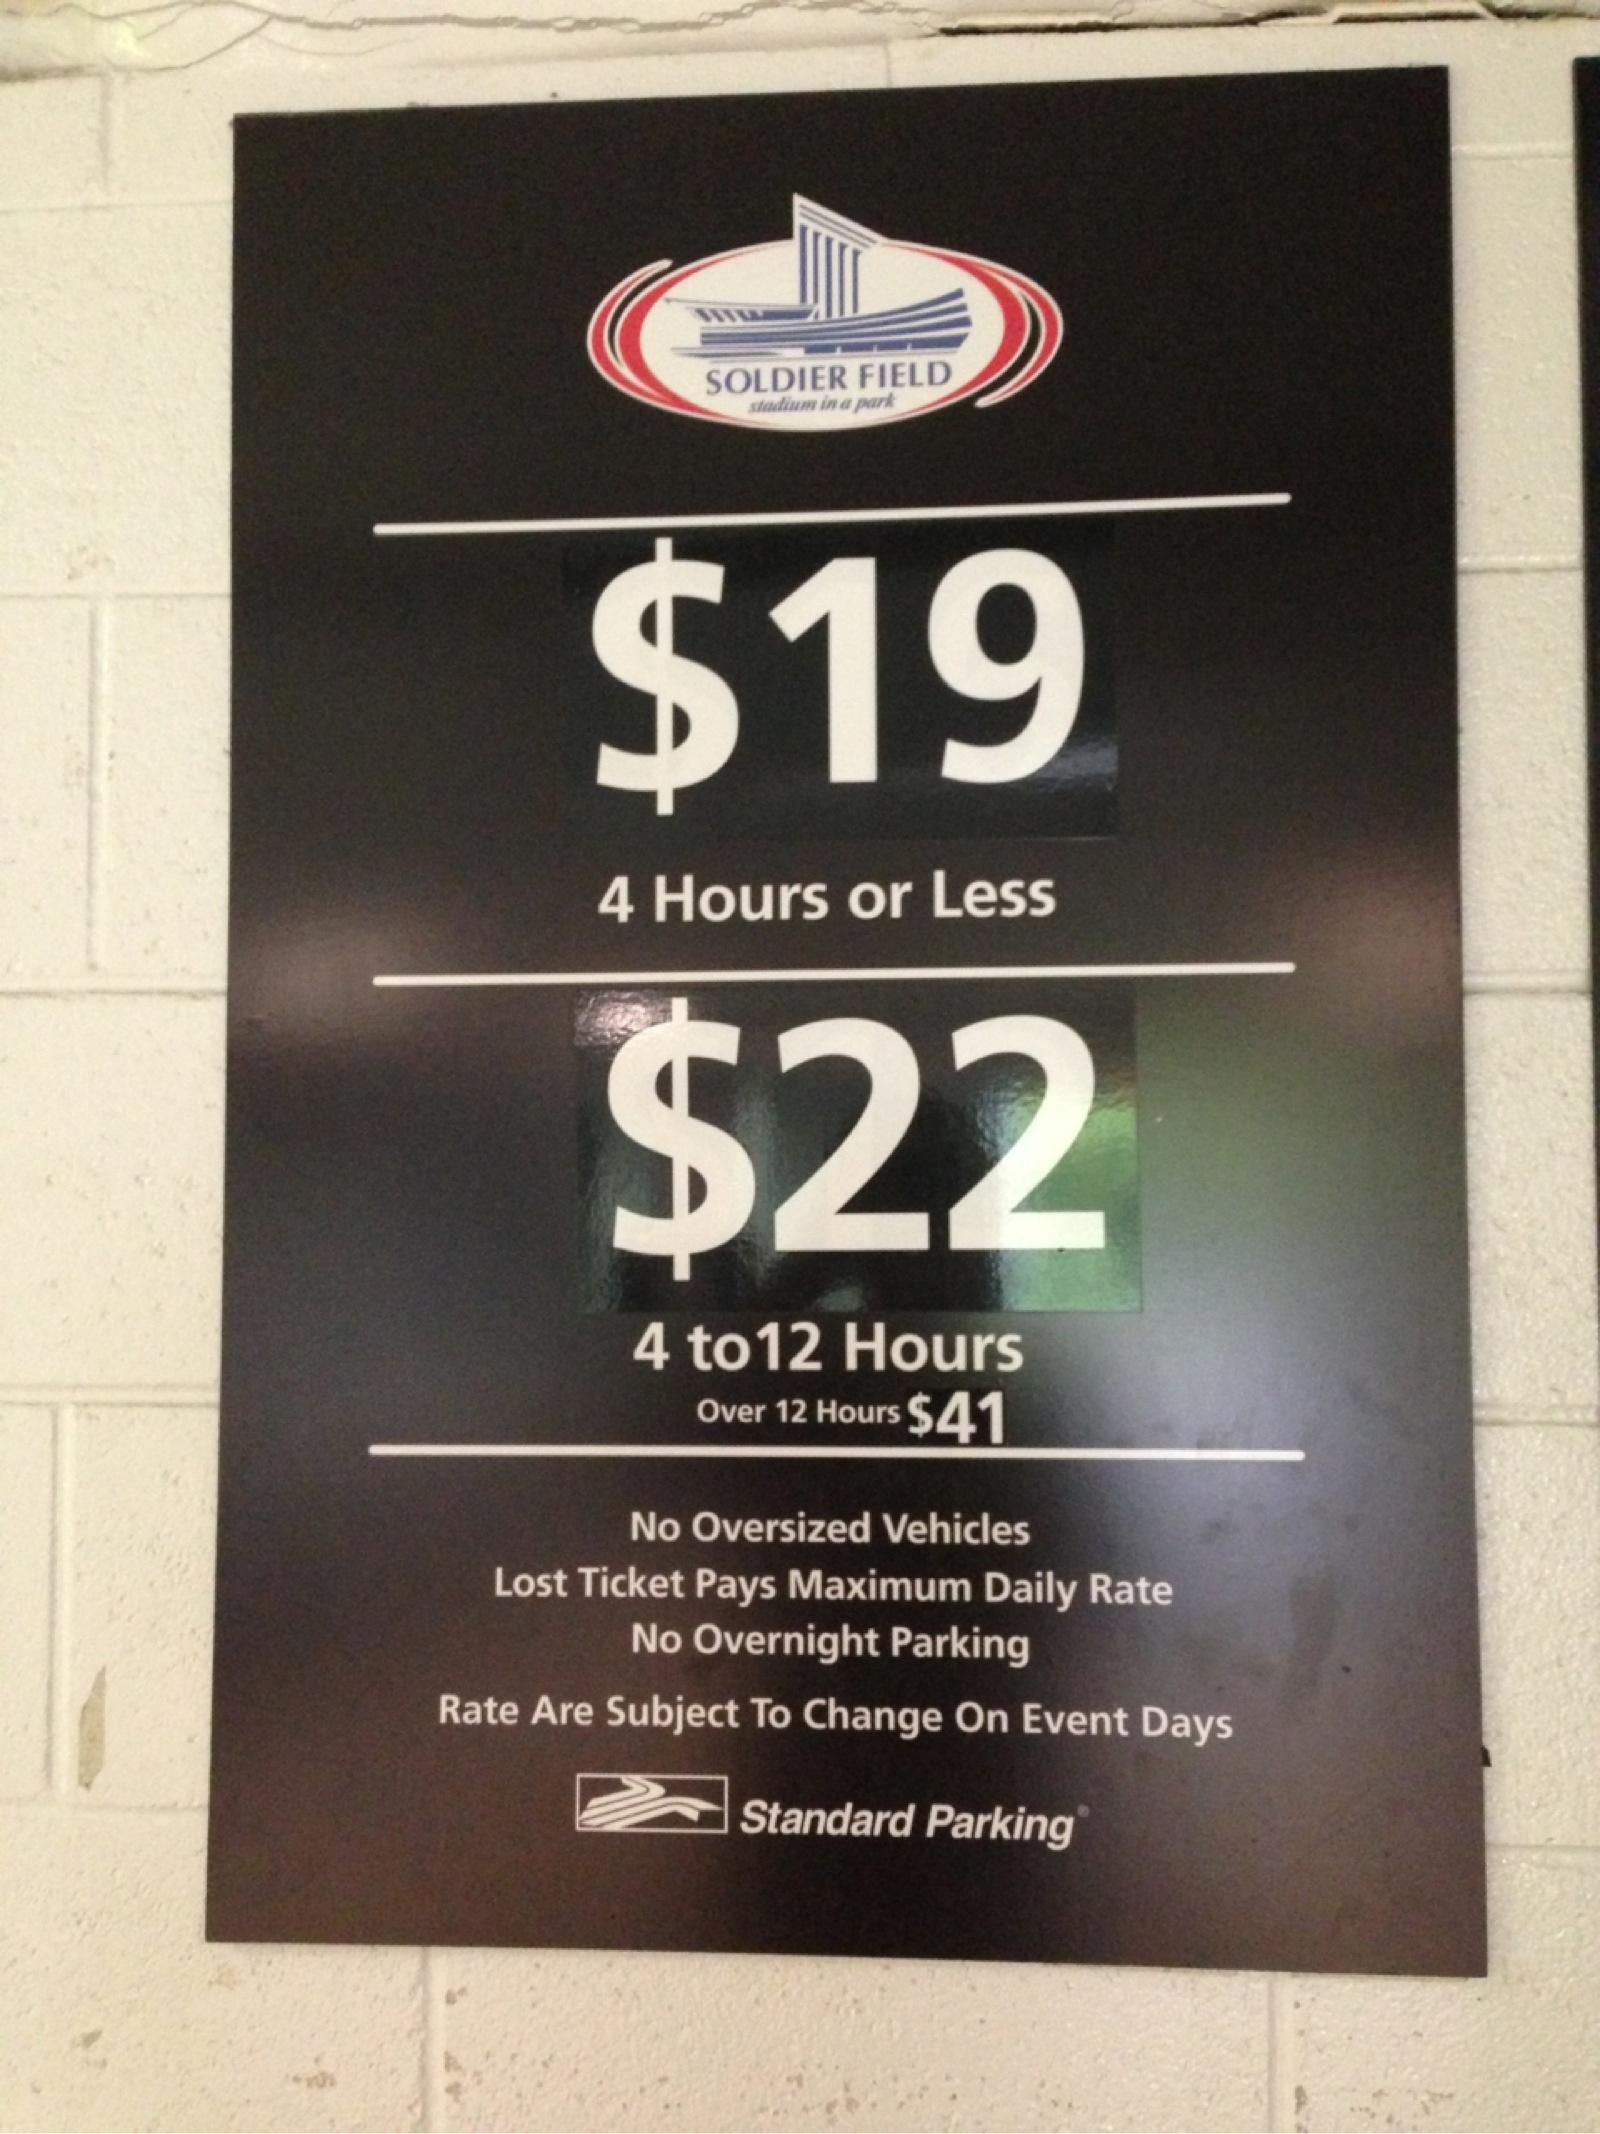 SOLDIER FIELD
stadium in a park
$19
4 Hours or Less
$22
4 to12 Hours
Over 12 Hours $41
No Oversized Vehicles
Lost Ticket Pays Maximum Daily Rate
No Overnight Parking
Rate Are Subject To Change On Event Days
Standard Parking®